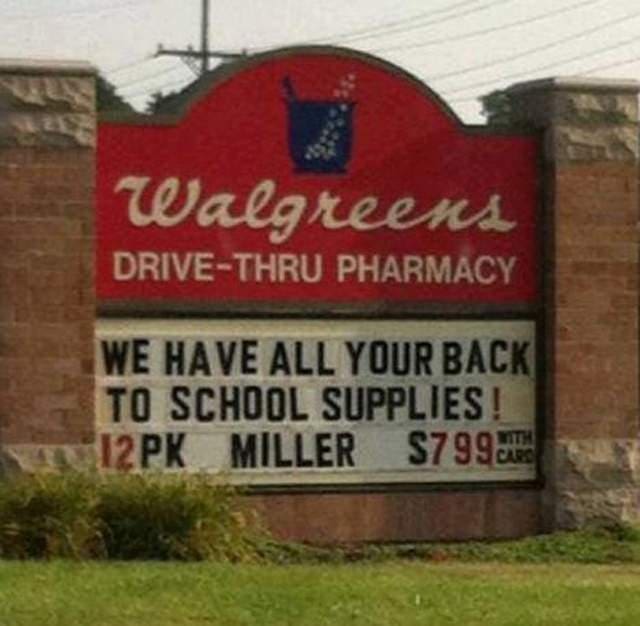 Walgreens
DRIVE-THRU PHARMACY
WE HAVE ALL YOUR BACK
TO SCHOOL SUPPLIES!
12PK MILLER $799 WITH CARD